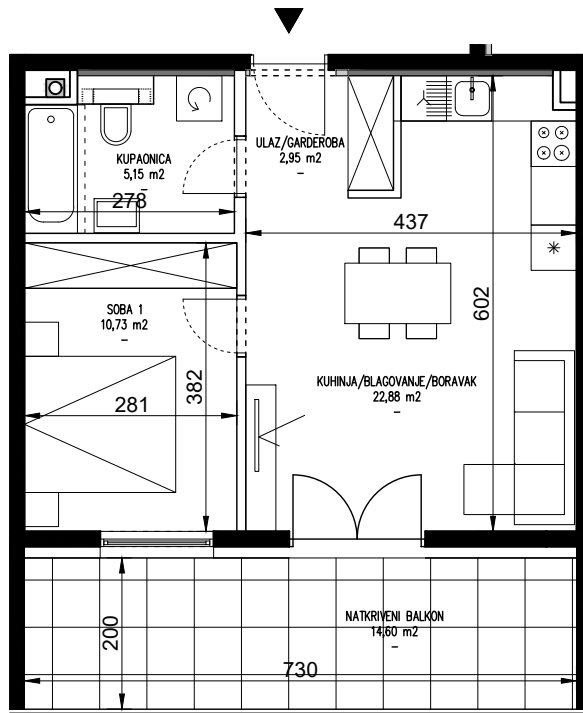 KUPAONICA
5,15 m2
–
278
ULAZ/GARDEROBA
2,95 m2
–
437
602
SOBA 1
10,73 m2
–
382
281
KUHINJA/BLAGOVANJE/BORAVAK
22,88 m2
–
NATKRIVENI BALKON
14,60 m2
–
200
730